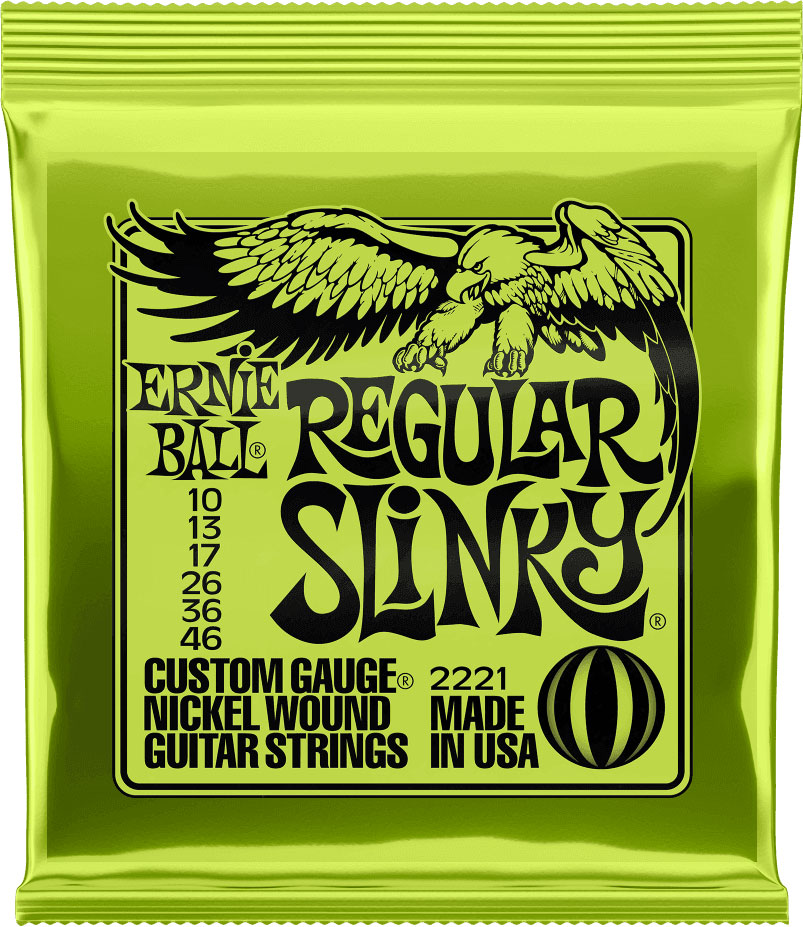 ERNiE
BALL®
REGULAR
SLiNKY®
10
13
17
26
36
46
CUSTOM GAUGE®
NICKEL WOUND
GUITAR STRINGS
2221
MADE
IN USA